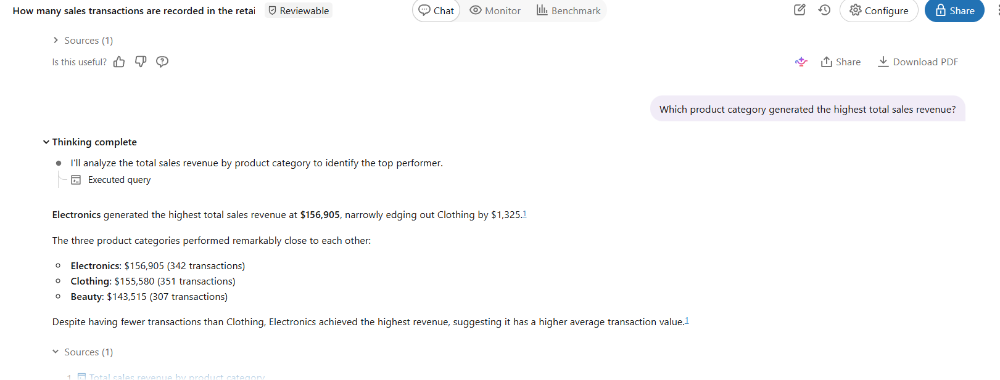 How many sales transactions are recorded in the retai
Reviewable
Chat
Monitor
Benchmark
Configure
Share
Sources (1)
Is this useful?
Share
Download PDF
Which product category generated the highest total sales revenue?
Thinking complete
I'll analyze the total sales revenue by product category to identify the top performer.
Executed query
Electronics generated the highest total sales revenue at $156,905, narrowly edging out Clothing by $1,325.1
The three product categories performed remarkably close to each other:
Electronics: $156,905 (342 transactions)
Clothing: $155,580 (351 transactions)
Beauty: $143,515 (307 transactions)
Despite having fewer transactions than Clothing, Electronics achieved the highest revenue, suggesting it has a higher average transaction value.1
Sources (1)
1. Total sales revenue by product category